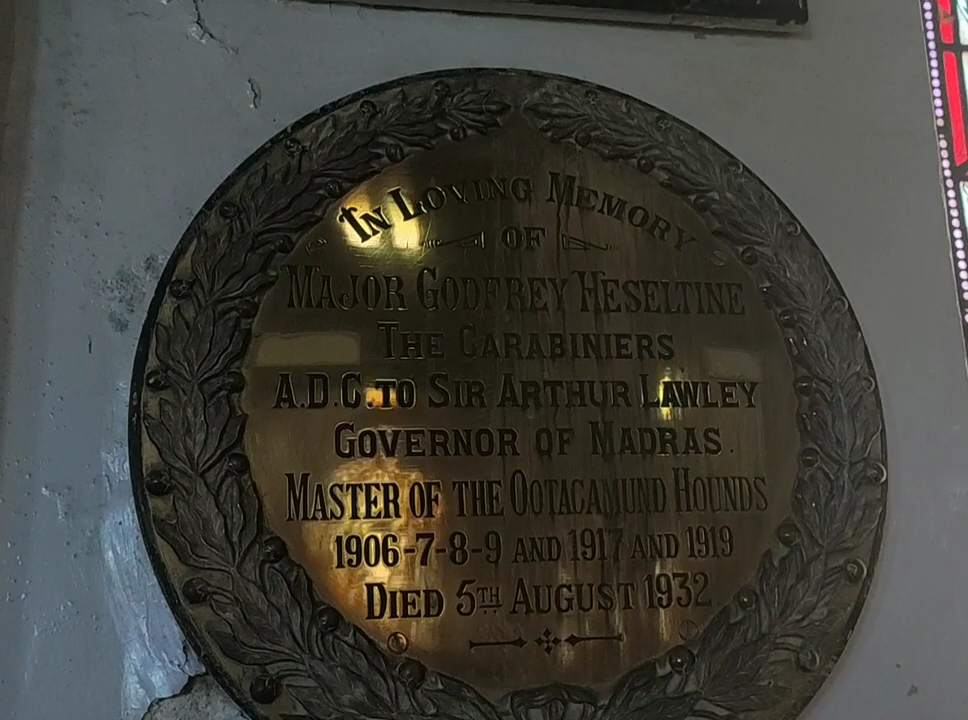 IN LOVING MEMORY
OF
MAJOR GODFREY HESELTINE
THE CARABINIERS
A.D.C. TO SIR ARTHUR LAWLEY
GOVERNOR OF MADRAS.
MASTER OF THE OOTACAMUND HOUNDS
1906-7-8-9 AND 1917 AND 1919
DIED 5TH AUGUST 1932